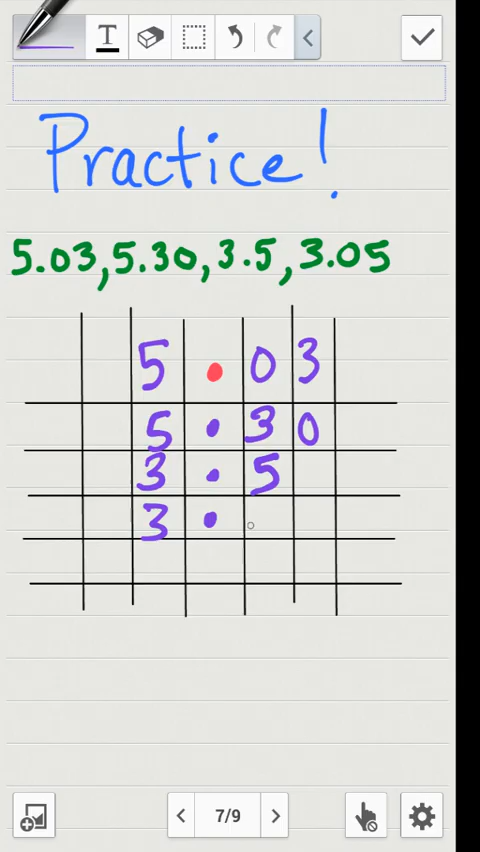 T
Practice!
5.03, 5.30, 3.5, 3.05
5 . 0 3
5 . 3 0
3 . 5
3 .
7/9